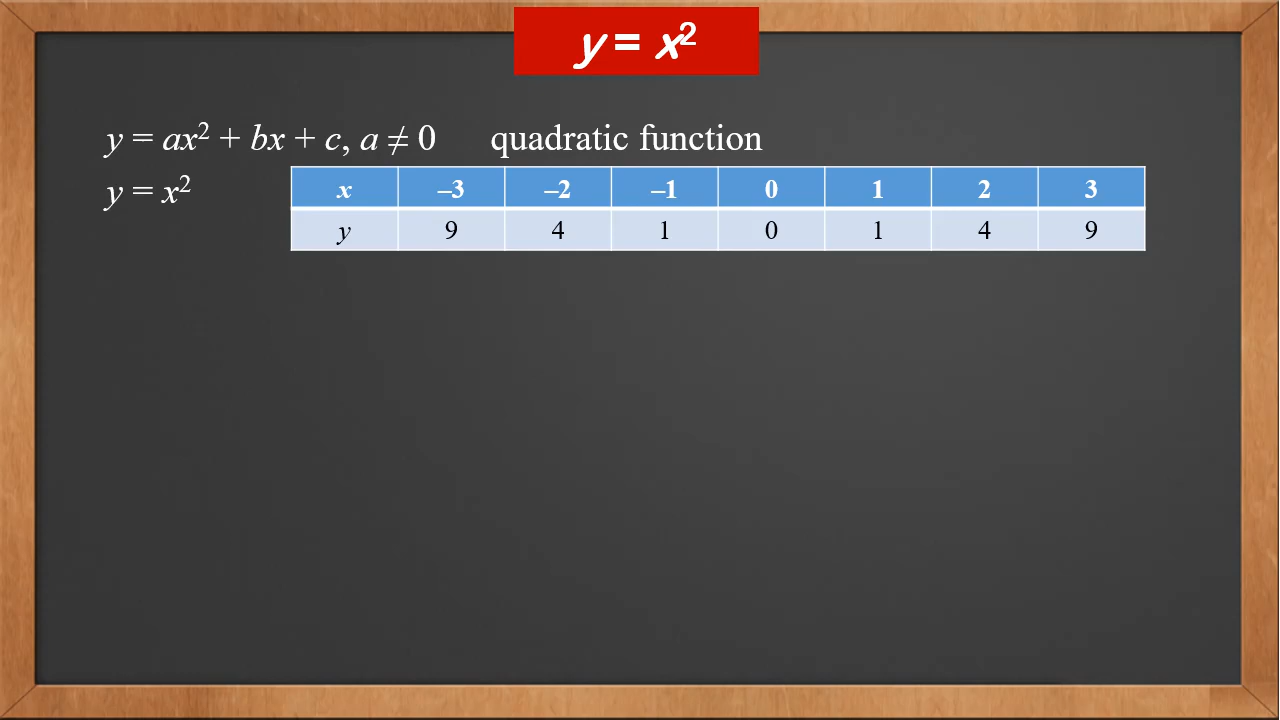 y = x²
y = ax² + bx + c, a ≠ 0 quadratic function
y = x²
x –3 –2 –1 0 1 2 3
y 9 4 1 0 1 4 9